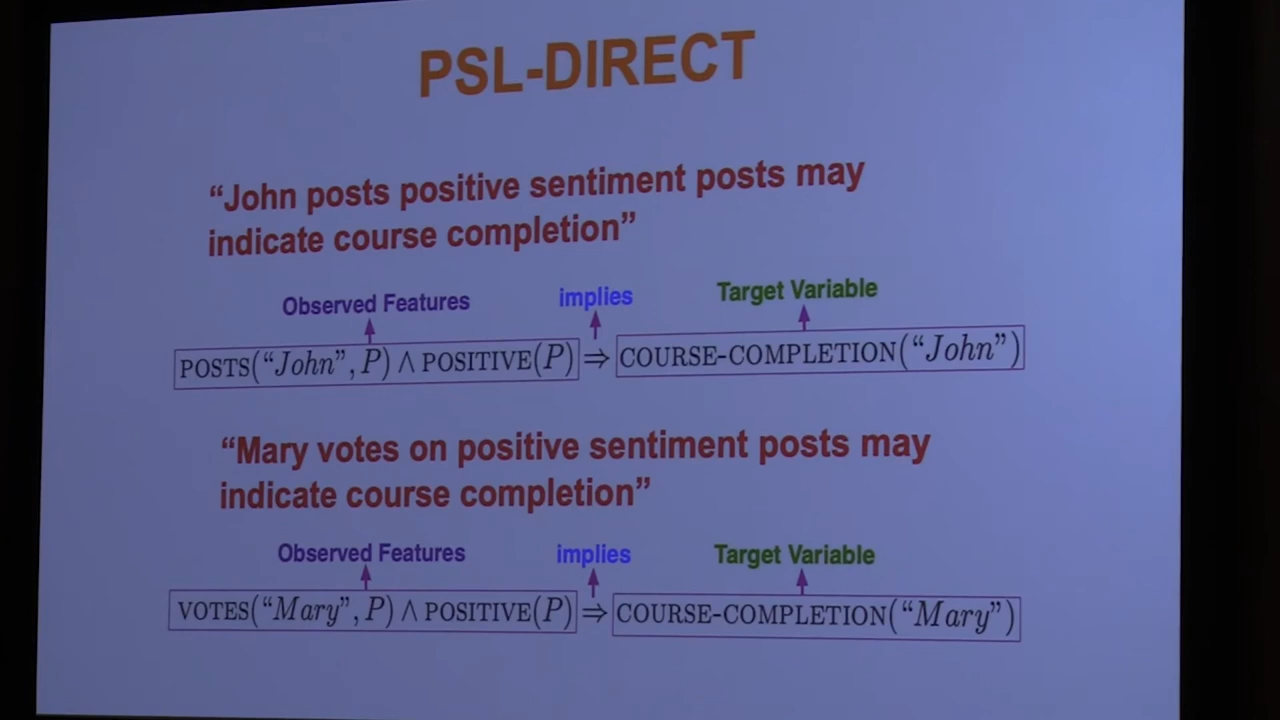 PSL-DIRECT
“John posts positive sentiment posts may
indicate course completion”
Observed Features implies Target Variable
POSTS(“John”, P) ∧ POSITIVE(P) ⇒ COURSE-COMPLETION(“John”)
“Mary votes on positive sentiment posts may
indicate course completion”
Observed Features implies Target Variable
VOTES(“Mary”, P) ∧ POSITIVE(P) ⇒ COURSE-COMPLETION(“Mary”)